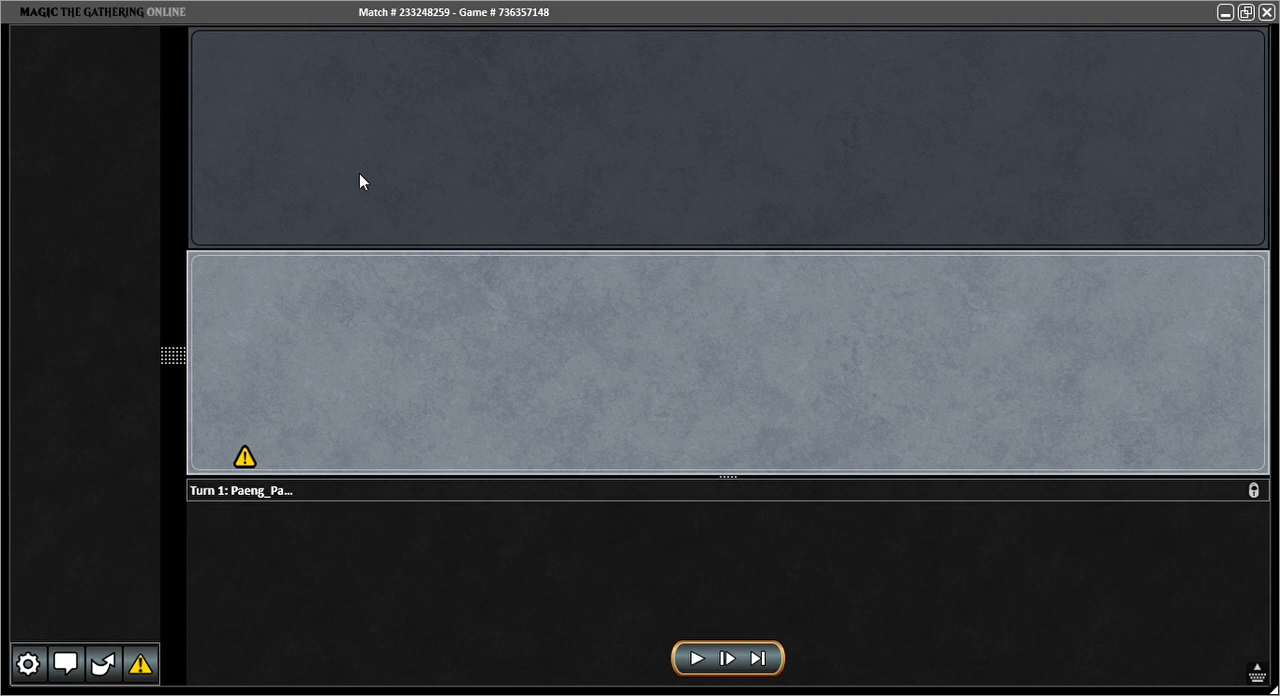 MAGIC THE GATHERING ONLINE
Match # 233248259 - Game # 736357148
Turn 1: Paeng_Pa...